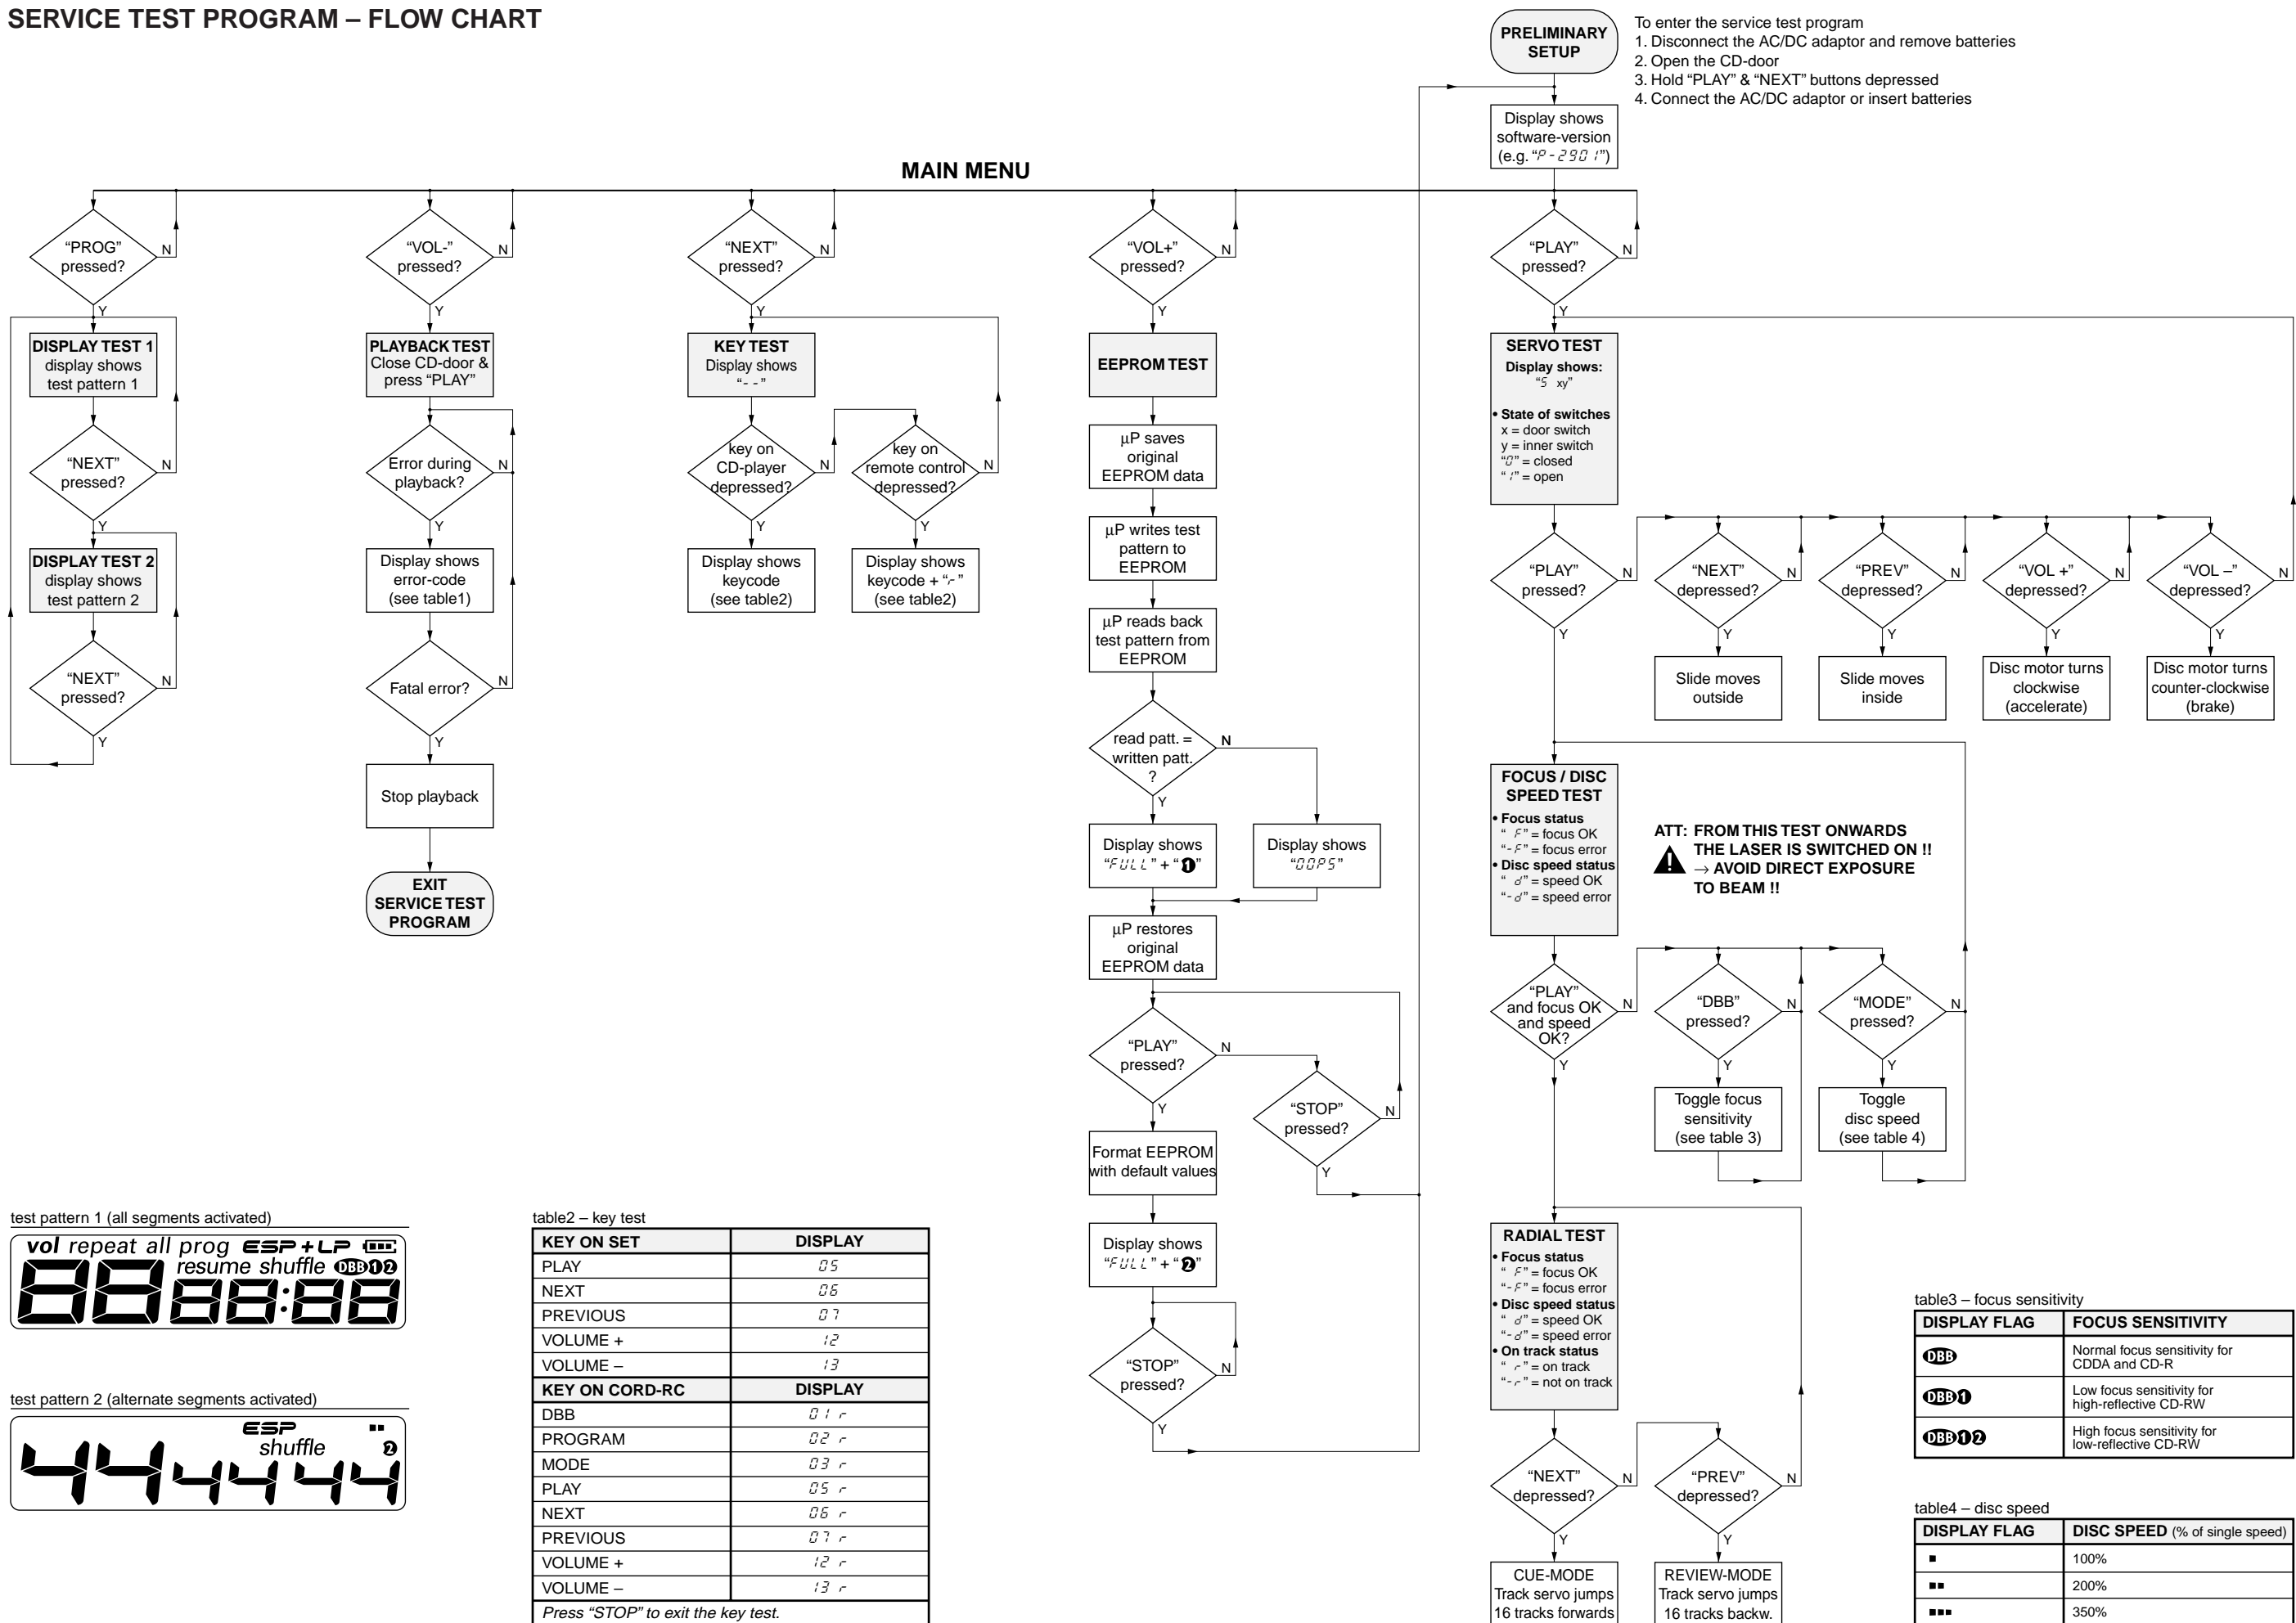 SERVICE TEST PROGRAM – FLOW CHART
PRELIMINARY
SETUP
To enter the service test program
1. Disconnect the AC/DC adaptor and remove batteries
2. Open the CD-door
3. Hold “PLAY” & “NEXT” buttons depressed
4. Connect the AC/DC adaptor or insert batteries
Display shows
software-version
(e.g. “P-2901”)
MAIN MENU
“PROG”
pressed?
N
Y
DISPLAY TEST 1
display shows
test pattern 1
“NEXT”
pressed?
N
Y
DISPLAY TEST 2
display shows
test pattern 2
“NEXT”
pressed?
N
Y
“VOL-”
pressed?
N
Y
PLAYBACK TEST
Close CD-door &
press “PLAY”
Error during
playback?
N
Y
Display shows
error-code
(see table1)
Fatal error?
N
Y
Stop playback
EXIT
SERVICE TEST
PROGRAM
“NEXT”
pressed?
N
Y
KEY TEST
Display shows
“- -”
key on
CD-player
depressed?
N
Y
key on
remote control
depressed?
N
Y
Display shows
keycode
(see table2)
Display shows
keycode + “r”
(see table2)
“VOL+”
pressed?
N
Y
EEPROM TEST
µP saves
original
EEPROM data
µP writes test
pattern to
EEPROM
µP reads back
test pattern from
EEPROM
read patt. =
written patt.
?
N
Y
Display shows
“FULL” + “1”
Display shows
“OOPS”
µP restores
original
EEPROM data
“PLAY”
pressed?
N
Y
“STOP”
pressed?
N
Y
Format EEPROM
with default values
Display shows
“FULL” + “2”
“STOP”
pressed?
N
Y
“PLAY”
pressed?
N
Y
SERVO TEST
Display shows:
“S xy”
• State of switches
x = door switch
y = inner switch
“0” = closed
“1” = open
“PLAY”
pressed?
N
Y
“NEXT”
depressed?
N
Y
“PREV”
depressed?
N
Y
“VOL +”
depressed?
N
Y
“VOL –”
depressed?
N
Y
Slide moves
outside
Slide moves
inside
Disc motor turns
clockwise
(accelerate)
Disc motor turns
counter-clockwise
(brake)
FOCUS / DISC
SPEED TEST
• Focus status
“ F” = focus OK
“-F” = focus error
• Disc speed status
“ d” = speed OK
“-d” = speed error
ATT: FROM THIS TEST ONWARDS
THE LASER IS SWITCHED ON !!
→ AVOID DIRECT EXPOSURE
TO BEAM !!
“PLAY”
and focus OK
and speed
OK?
N
Y
“DBB”
pressed?
N
Y
“MODE”
pressed?
N
Y
Toggle focus
sensitivity
(see table 3)
Toggle
disc speed
(see table 4)
RADIAL TEST
• Focus status
“ F” = focus OK
“-F” = focus error
• Disc speed status
“ d” = speed OK
“-d” = speed error
• On track status
“ r” = on track
“-r” = not on track
“NEXT”
depressed?
N
Y
“PREV”
depressed?
N
Y
CUE-MODE
Track servo jumps
16 tracks forwards
REVIEW-MODE
Track servo jumps
16 tracks backw.
test pattern 1 (all segments activated)
vol repeat all prog ESP+LP
resume shuffle DBB 1 2
88 88:88
test pattern 2 (alternate segments activated)
ESP
shuffle 2
44 44 44
table2 – key test
KEY ON SET DISPLAY
PLAY 05
NEXT 06
PREVIOUS 07
VOLUME + 12
VOLUME – 13
KEY ON CORD-RC DISPLAY
DBB 01 r
PROGRAM 02 r
MODE 03 r
PLAY 05 r
NEXT 06 r
PREVIOUS 07 r
VOLUME + 12 r
VOLUME – 13 r
Press “STOP” to exit the key test.
table3 – focus sensitivity
DISPLAY FLAG FOCUS SENSITIVITY
DBB Normal focus sensitivity for
CDDA and CD-R
DBB 1 Low focus sensitivity for
high-reflective CD-RW
DBB 1 2 High focus sensitivity for
low-reflective CD-RW
table4 – disc speed
DISPLAY FLAG DISC SPEED (% of single speed)
■ 100%
■■ 200%
■■■ 350%